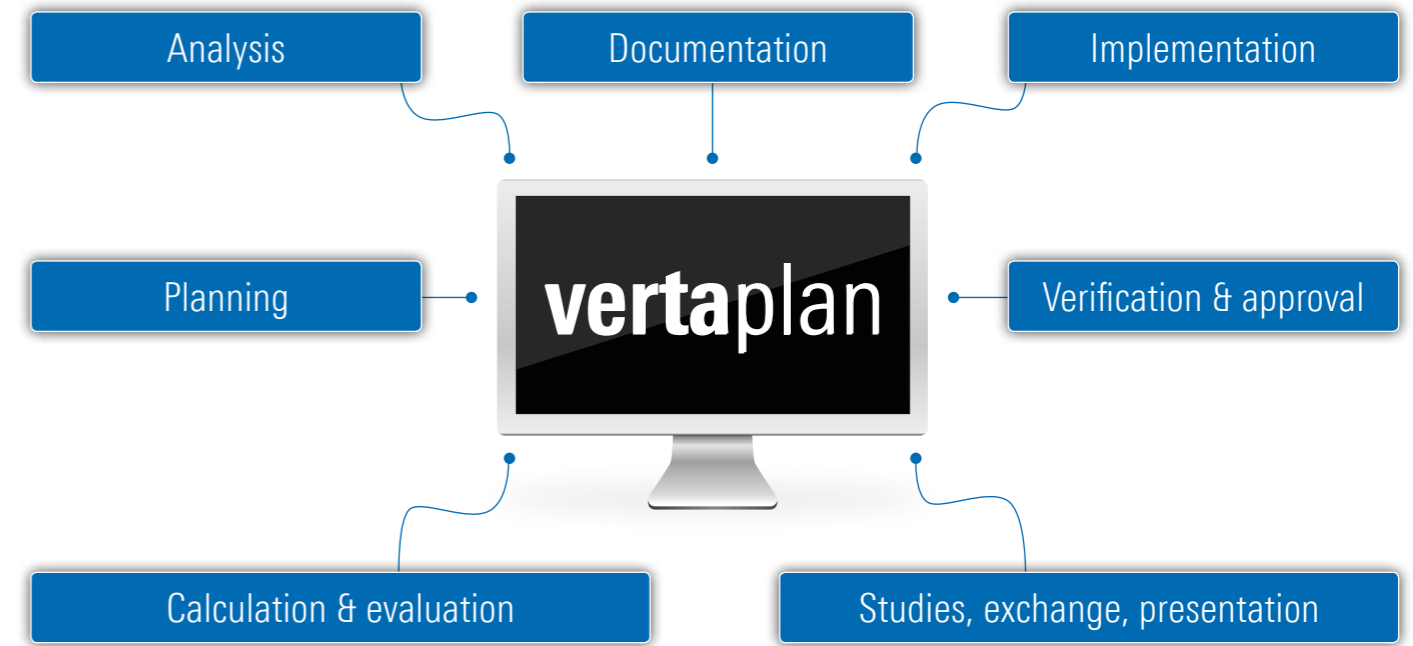 Analysis
Documentation
Implementation
Planning
vertaplan
Verification & approval
Calculation & evaluation
Studies, exchange, presentation